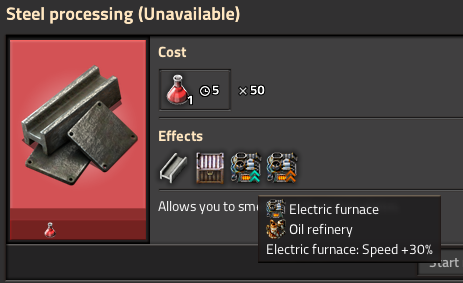 Steel processing (Unavailable)
Cost
1
5
× 50
Effects
Allows you to sm
Electric furnace
Oil refinery
Electric furnace: Speed +30%
Start